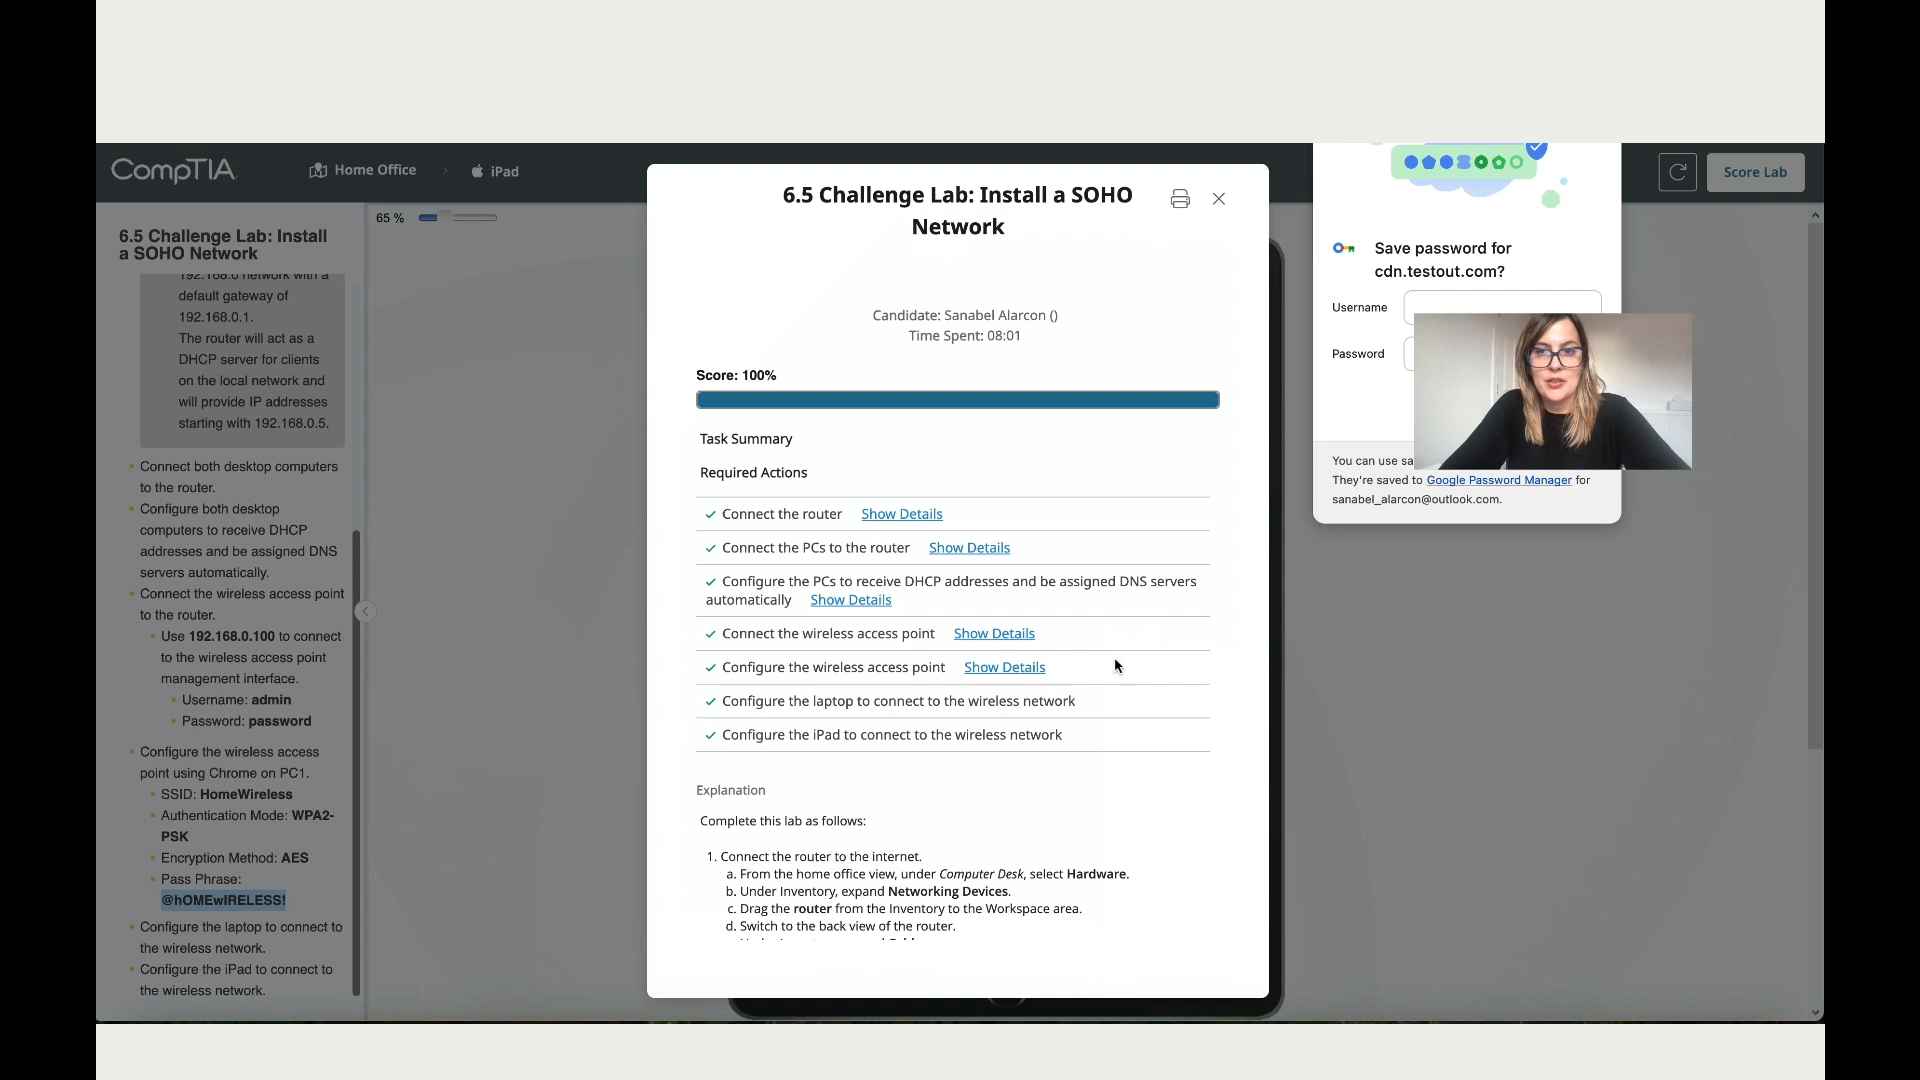 CompTIA
Home Office
iPad
Score Lab
65 %
6.5 Challenge Lab: Install
a SOHO Network
192.168.0 network with a
default gateway of
192.168.0.1.
The router will act as a
DHCP server for clients
on the local network and
will provide IP addresses
starting with 192.168.0.5.
Connect both desktop computers
to the router.
Configure both desktop
computers to receive DHCP
addresses and be assigned DNS
servers automatically.
Connect the wireless access point
to the router.
Use 192.168.0.100 to connect
to the wireless access point
management interface.
Username: admin
Password: password
Configure the wireless access
point using Chrome on PC1.
SSID: HomeWireless
Authentication Mode: WPA2-
PSK
Encryption Method: AES
Pass Phrase:
@hOMEwIRELESS!
Configure the laptop to connect to
the wireless network.
Configure the iPad to connect to
the wireless network.
6.5 Challenge Lab: Install a SOHO
Network
Candidate: Sanabel Alarcon ()
Time Spent: 08:01
Score: 100%
Task Summary
Required Actions
Connect the router Show Details
Connect the PCs to the router Show Details
Configure the PCs to receive DHCP addresses and be assigned DNS servers
automatically Show Details
Connect the wireless access point Show Details
Configure the wireless access point Show Details
Configure the laptop to connect to the wireless network
Configure the iPad to connect to the wireless network
Explanation
Complete this lab as follows:
1. Connect the router to the internet.
a. From the home office view, under Computer Desk, select Hardware.
b. Under Inventory, expand Networking Devices.
c. Drag the router from the Inventory to the Workspace area.
d. Switch to the back view of the router.
Save password for
cdn.testout.com?
Username
Password
You can use sa
They're saved to Google Password Manager for
sanabel_alarcon@outlook.com.